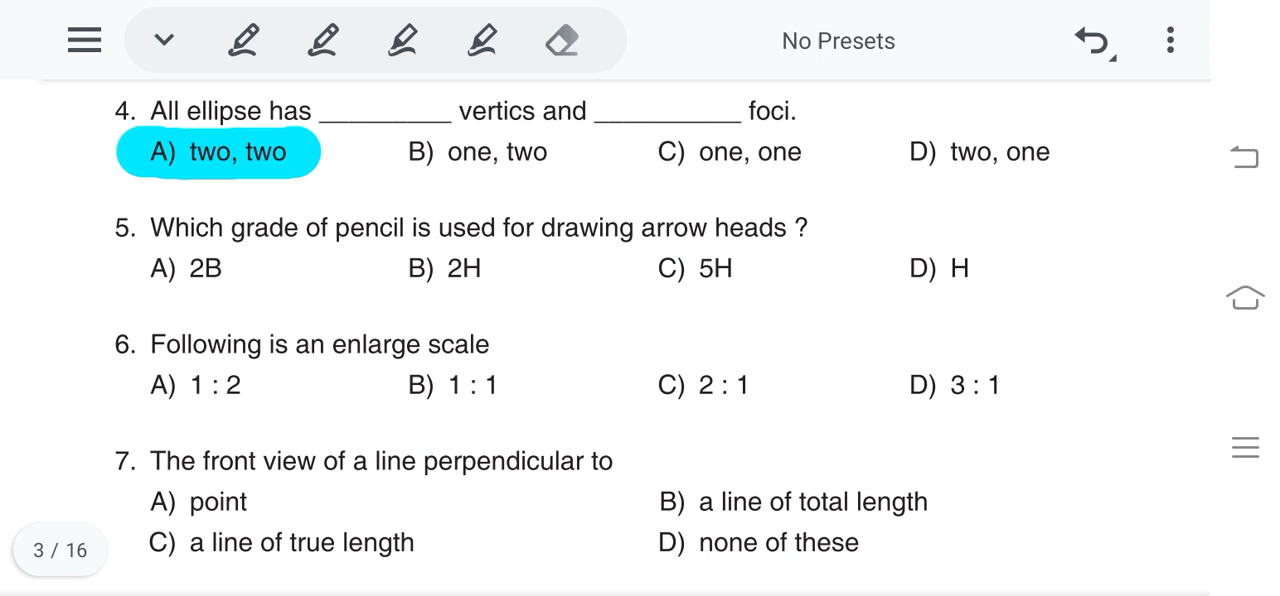 No Presets
4. All ellipse has _________ vertics and __________ foci.
A) two, two B) one, two C) one, one D) two, one
5. Which grade of pencil is used for drawing arrow heads ?
A) 2B B) 2H C) 5H D) H
6. Following is an enlarge scale
A) 1 : 2 B) 1 : 1 C) 2 : 1 D) 3 : 1
7. The front view of a line perpendicular to
A) point B) a line of total length
C) a line of true length D) none of these
3 / 16